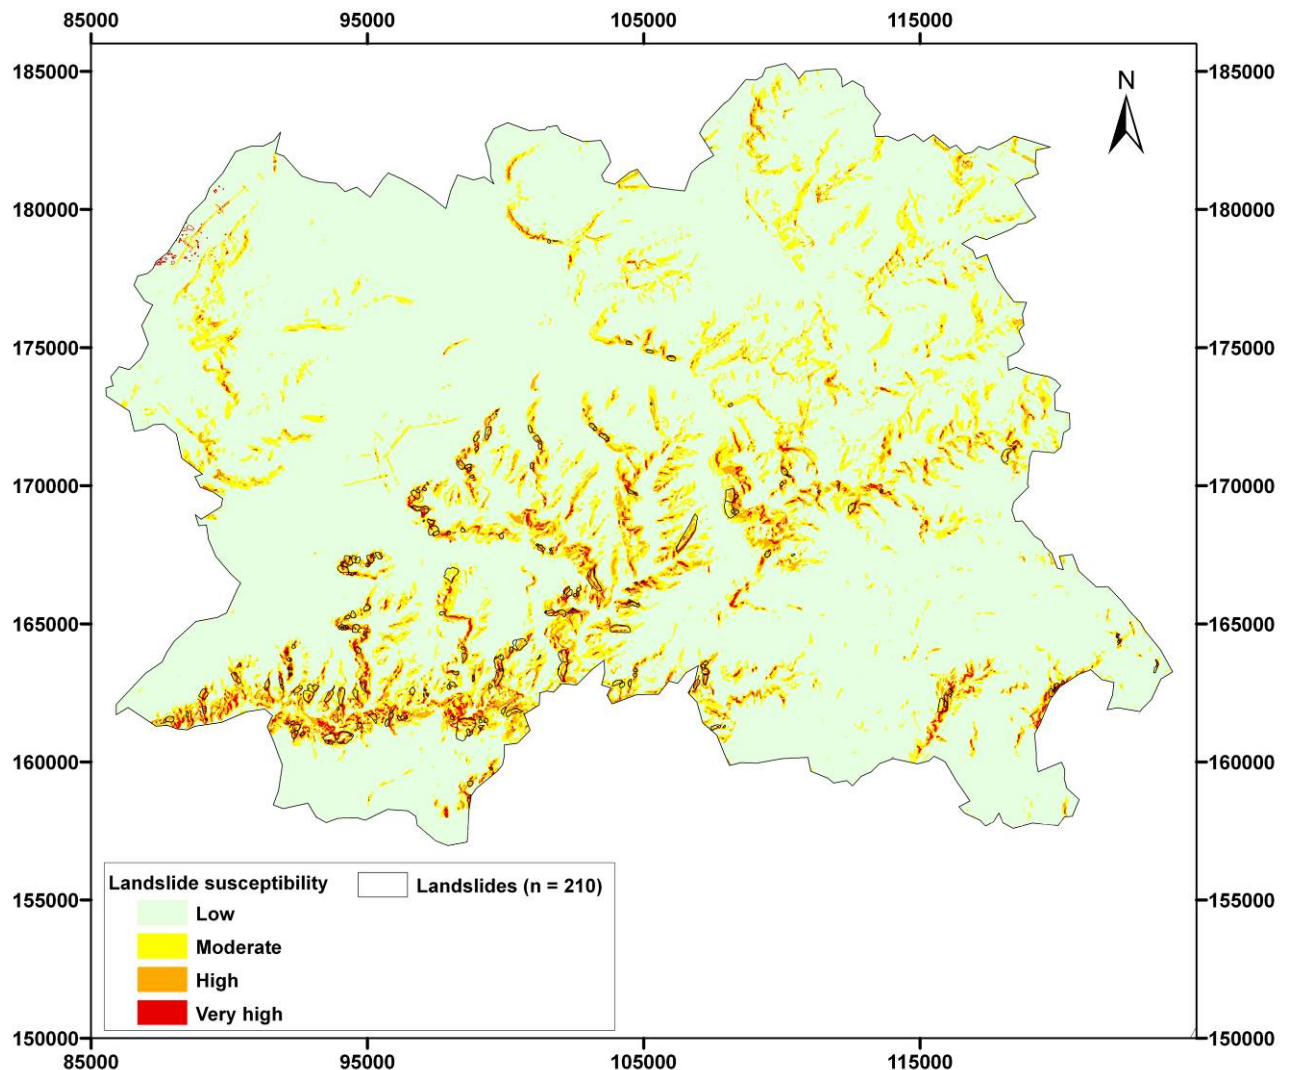 85000 95000 105000 115000
185000 185000
N
180000 180000
175000 175000
170000 170000
165000 165000
160000 160000
155000 155000
150000 150000
Landslide susceptibility Landslides (n = 210)
Low
Moderate
High
Very high
85000 95000 105000 115000